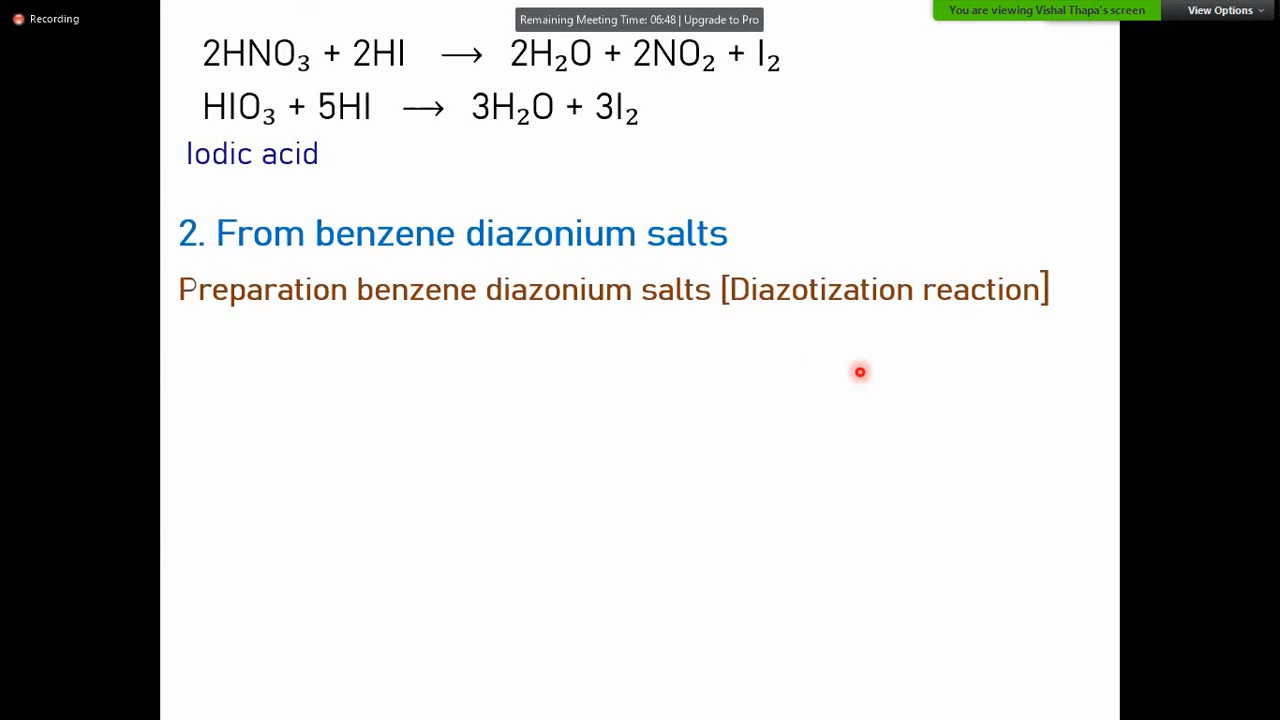 Recording
Remaining Meeting Time: 06:48 | Upgrade to Pro
You are viewing Vishal Thapa's screen
View Options
2HNO₃ + 2HI ⟶ 2H₂O + 2NO₂ + I₂
HIO₃ + 5HI ⟶ 3H₂O + 3I₂
Iodic acid
2. From benzene diazonium salts
Preparation benzene diazonium salts [Diazotization reaction]